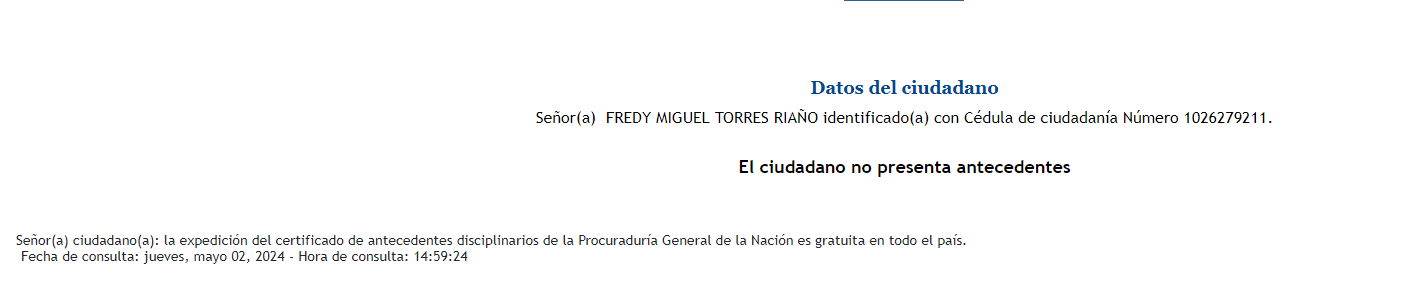 Datos del ciudadano
Señor(a) FREDY MIGUEL TORRES RIAÑO identificado(a) con Cédula de ciudadanía Número 1026279211.
El ciudadano no presenta antecedentes
Señor(a) ciudadano(a): la expedición del certificado de antecedentes disciplinarios de la Procuraduría General de la Nación es gratuita en todo el país.
Fecha de consulta: jueves, mayo 02, 2024 - Hora de consulta: 14:59:24